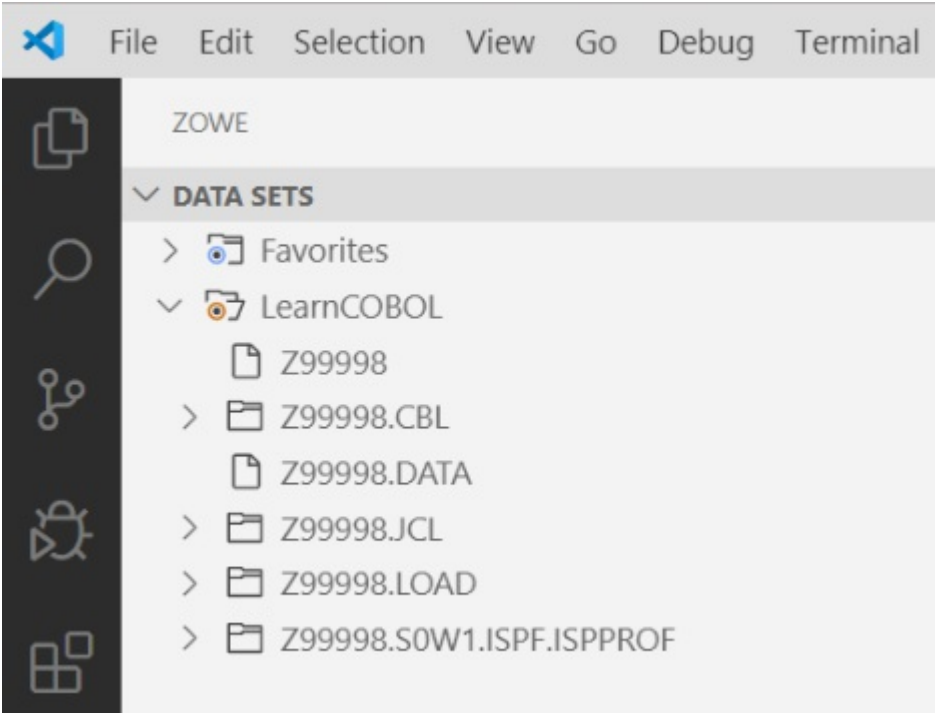 File Edit Selection View Go Debug Terminal
ZOWE
DATA SETS
Favorites
LearnCOBOL
Z99998
Z99998.CBL
Z99998.DATA
Z99998.JCL
Z99998.LOAD
Z99998.S0W1.ISPF.ISPPROF